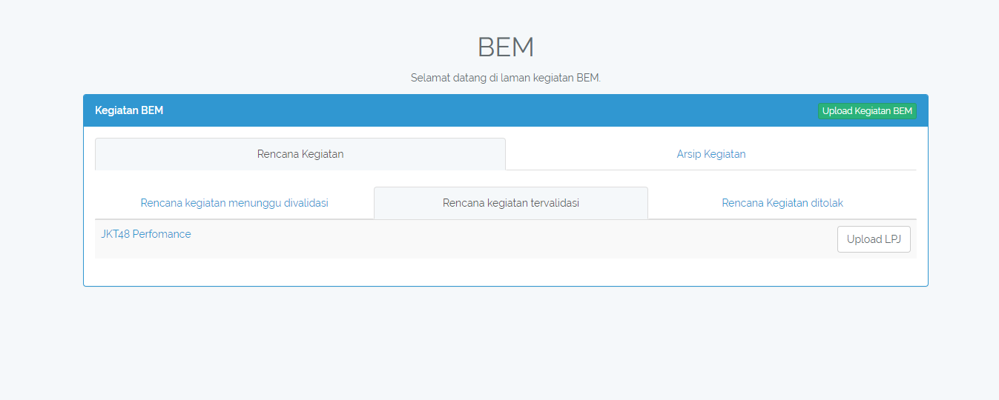 BEM
Selamat datang di laman kegiatan BEM.
Kegiatan BEM
Upload Kegiatan BEM
Rencana Kegiatan
Arsip Kegiatan
Rencana kegiatan menunggu divalidasi
Rencana kegiatan tervalidasi
Rencana Kegiatan ditolak
JKT48 Perfomance
Upload LPJ